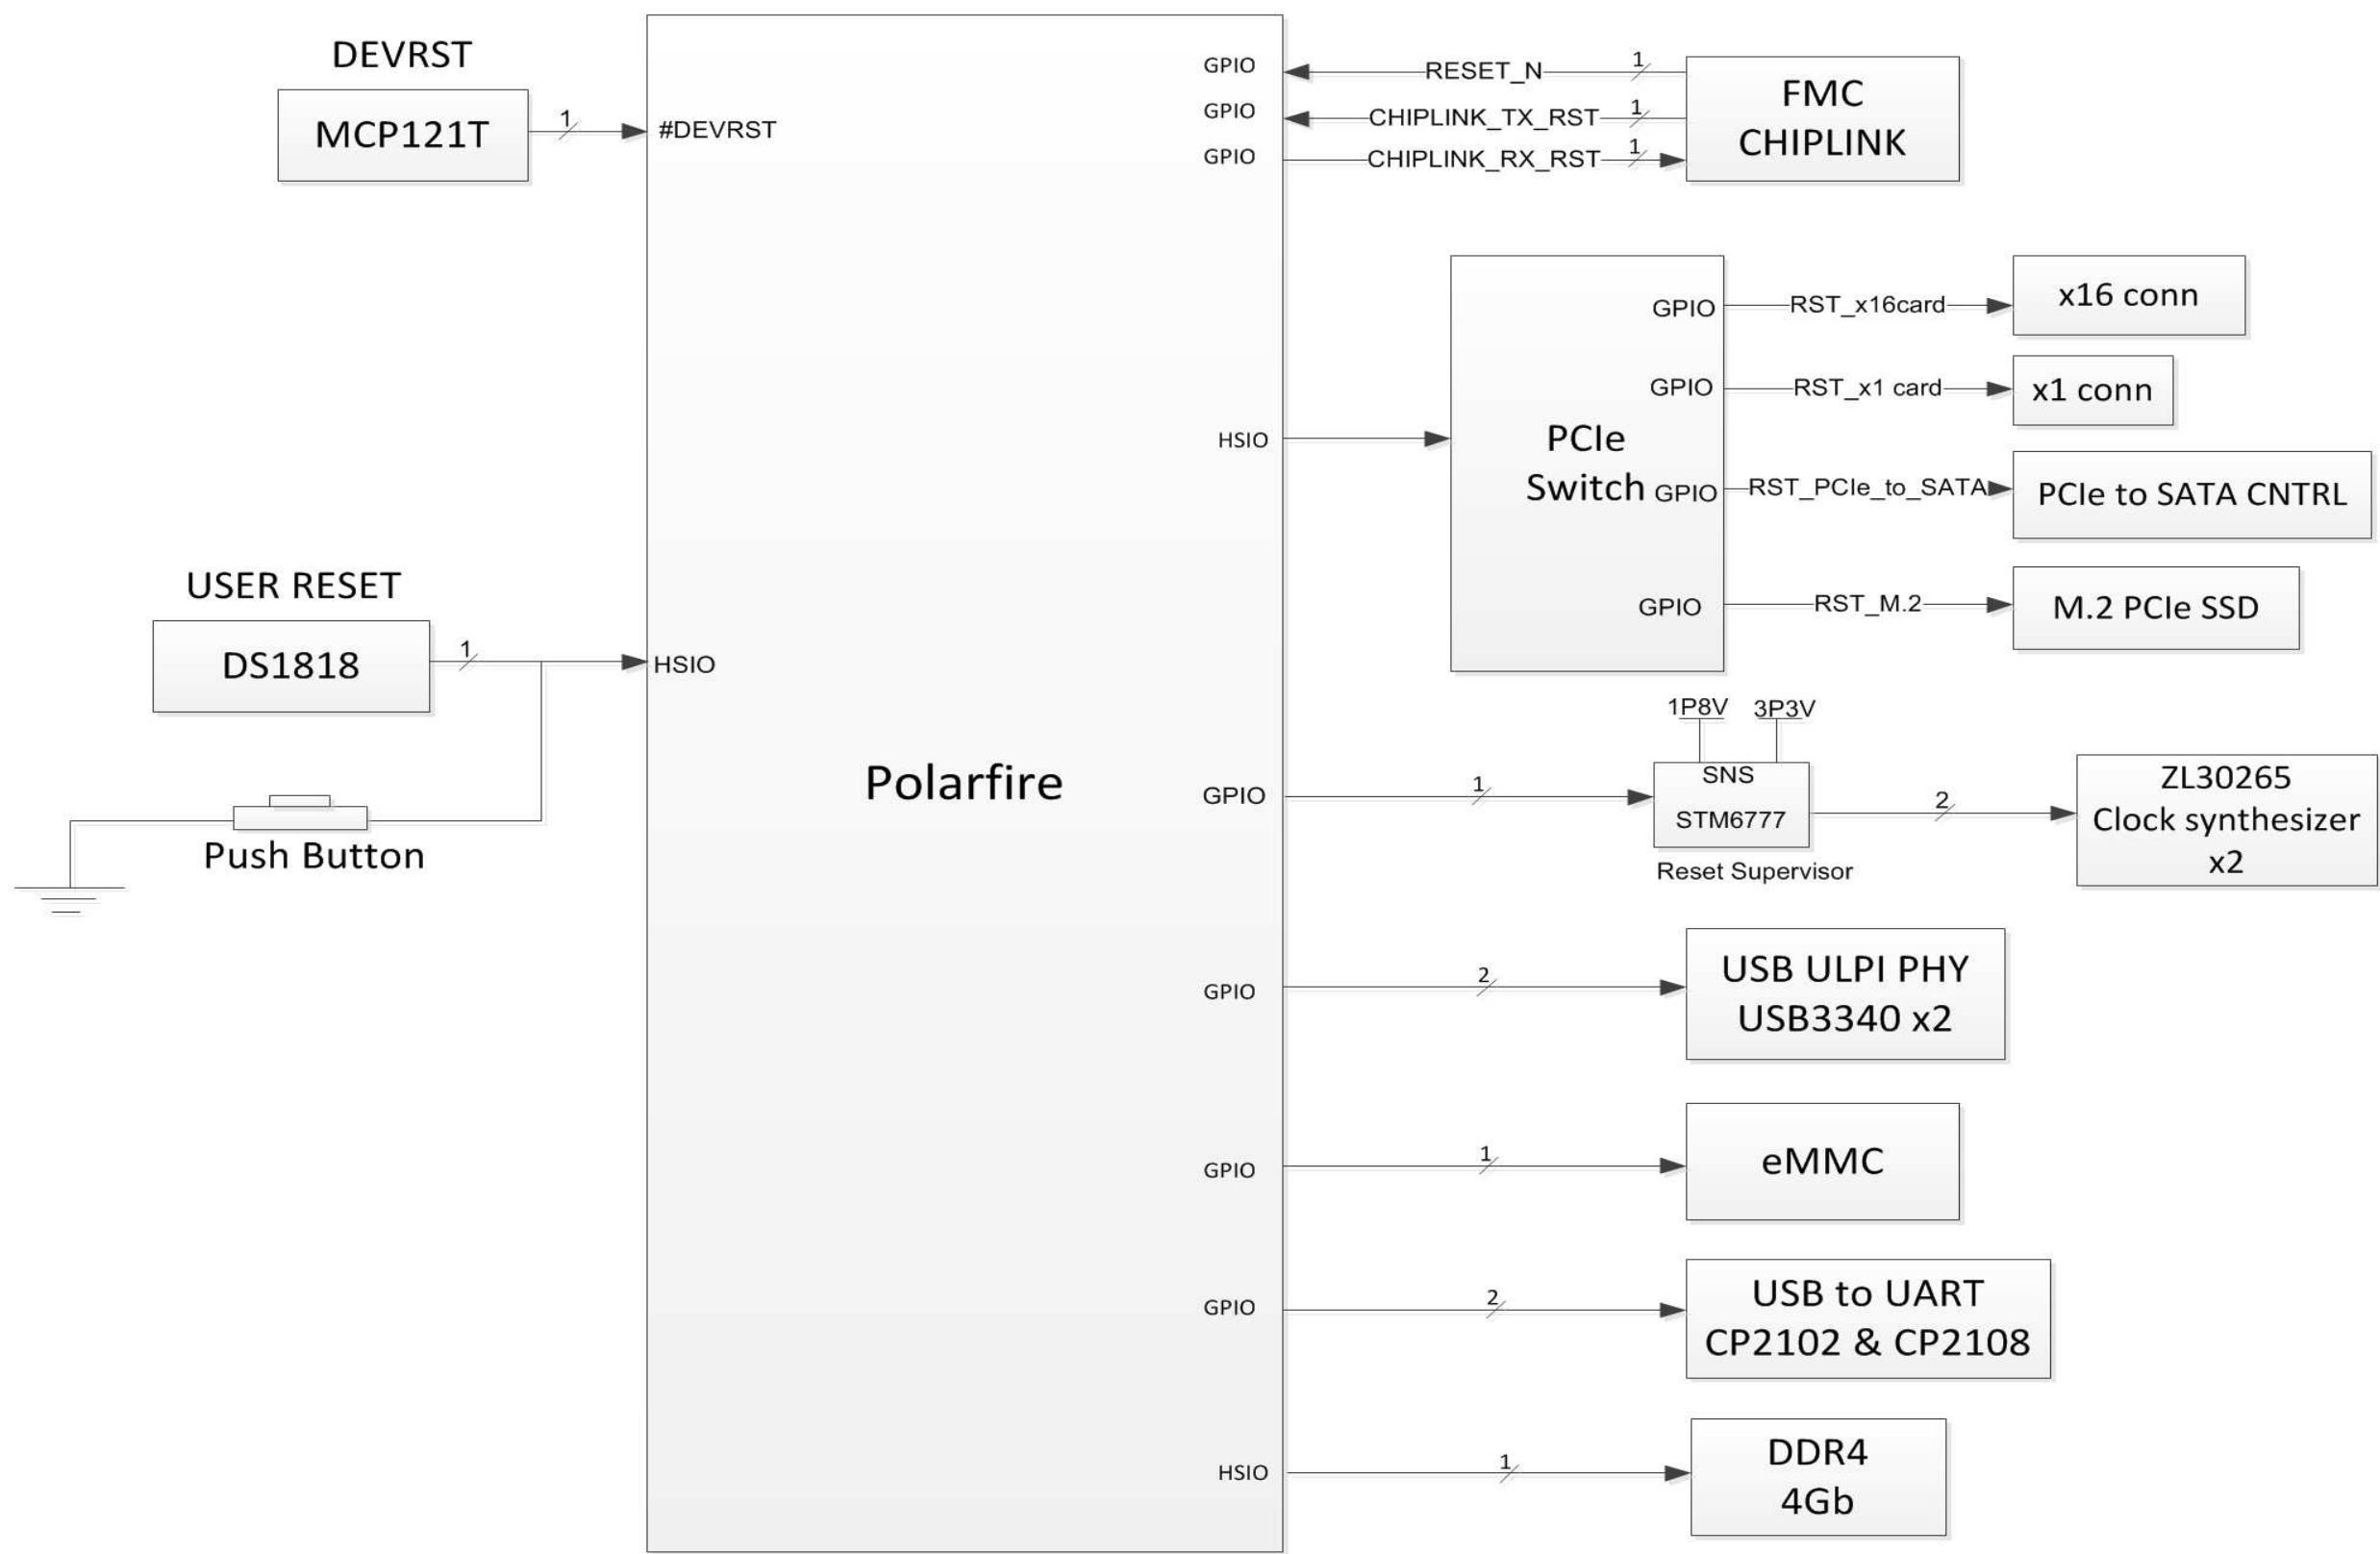 DEVRST
MCP121T
1
#DEVRST
USER RESET
DS1818
1
HSIO
Push Button
Polarfire
GPIO
RESET_N
1
GPIO
CHIPLINK_TX_RST
1
GPIO
CHIPLINK_RX_RST
1
FMC
CHIPLINK
HSIO
PCIe
Switch
GPIO
RST_x16card
x16 conn
GPIO
RST_x1 card
x1 conn
GPIO
RST_PCIe_to_SATA
PCIe to SATA CNTRL
GPIO
RST_M.2
M.2 PCIe SSD
GPIO
1
1P8V
3P3V
SNS
STM6777
Reset Supervisor
2
ZL30265
Clock synthesizer
x2
GPIO
2
USB ULPI PHY
USB3340 x2
GPIO
1
eMMC
GPIO
2
USB to UART
CP2102 & CP2108
HSIO
1
DDR4
4Gb